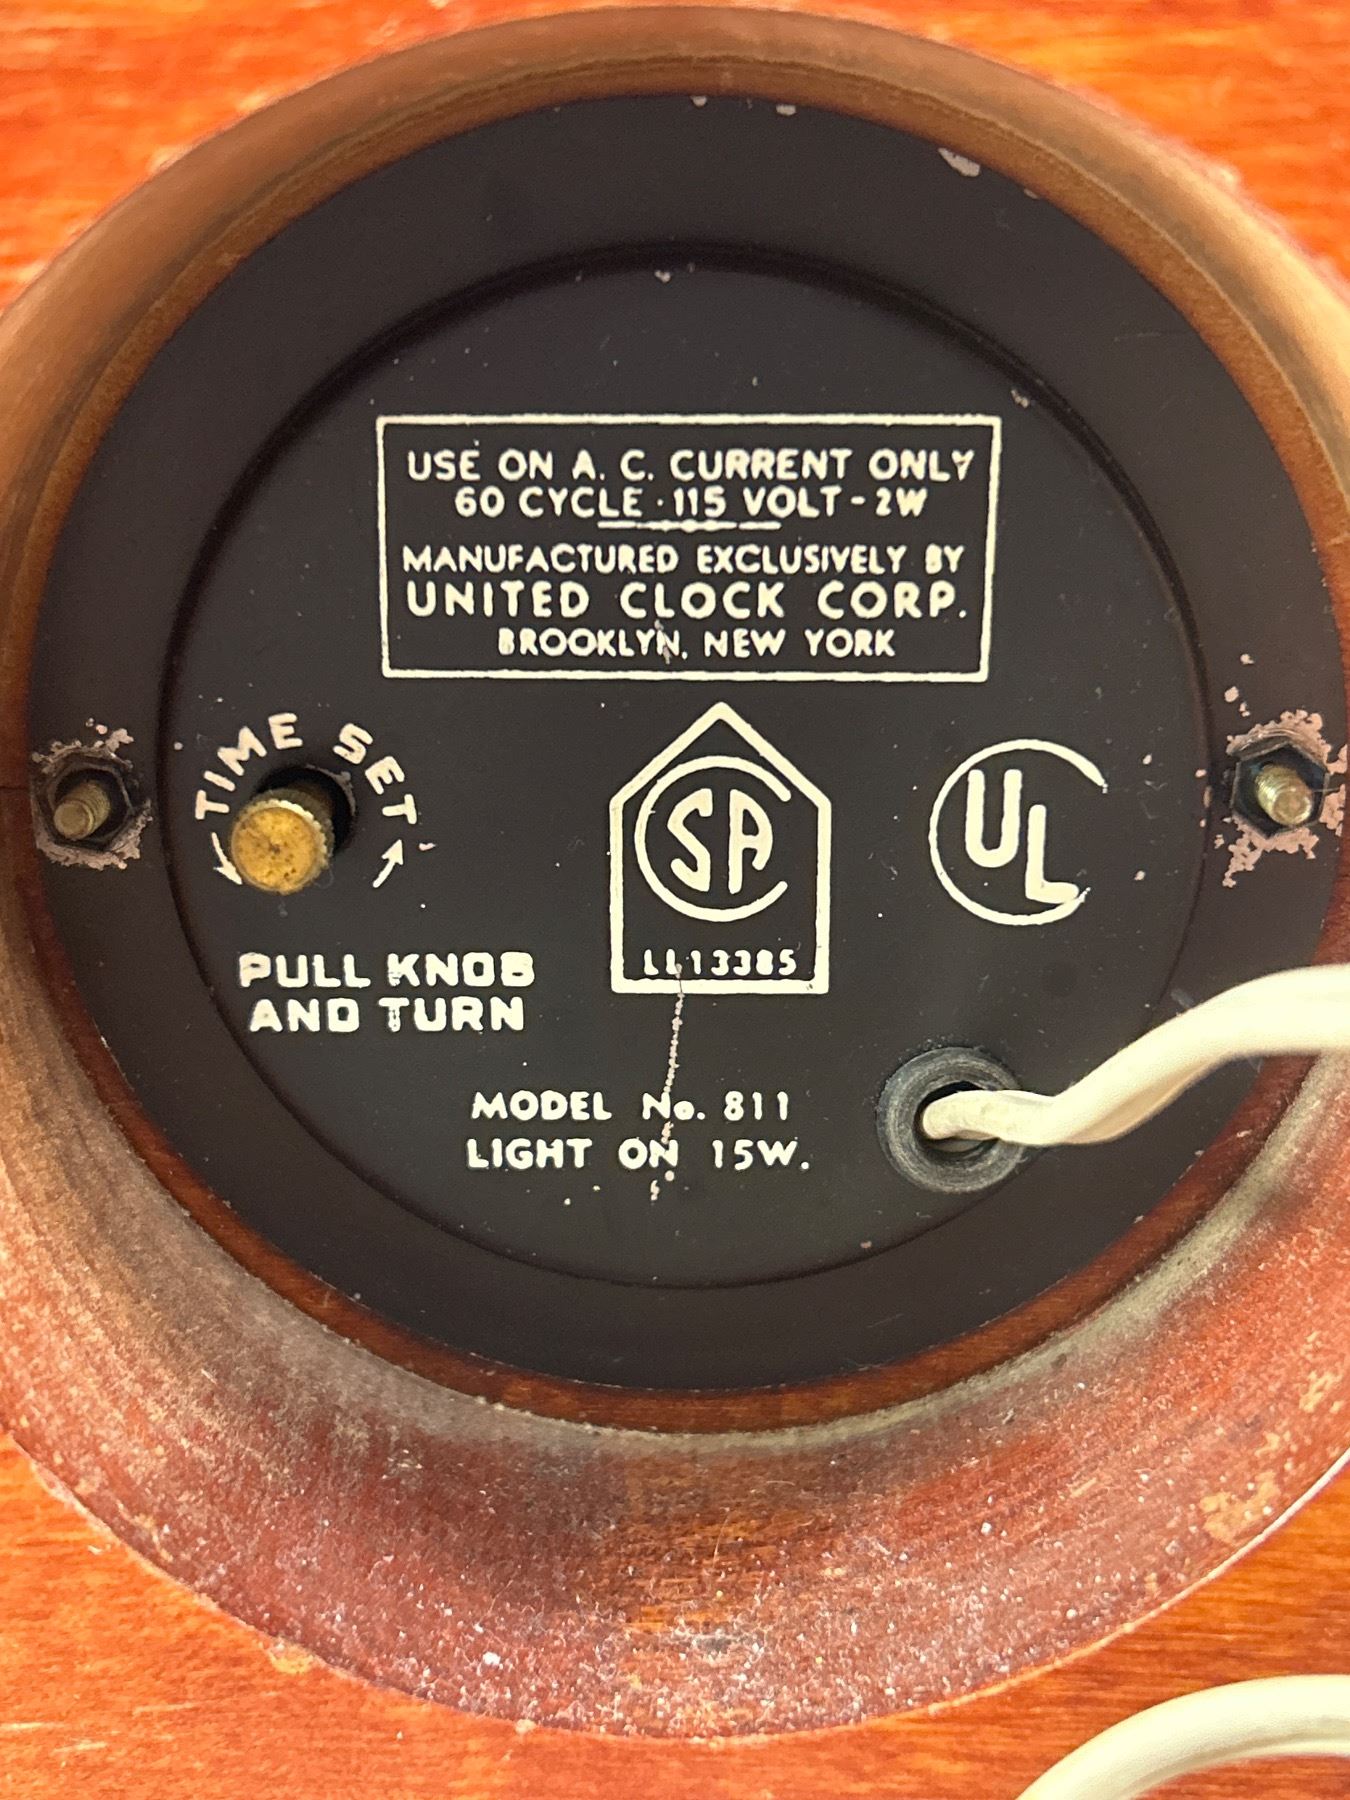 USE ON A. C. CURRENT ONLY
60 CYCLE · 115 VOLT - 2W
MANUFACTURED EXCLUSIVELY BY
UNITED CLOCK CORP.
BROOKLYN, NEW YORK
TIME SET
PULL KNOB
AND TURN
SA
LL13385
UL
MODEL No. 811
LIGHT ON 15W.